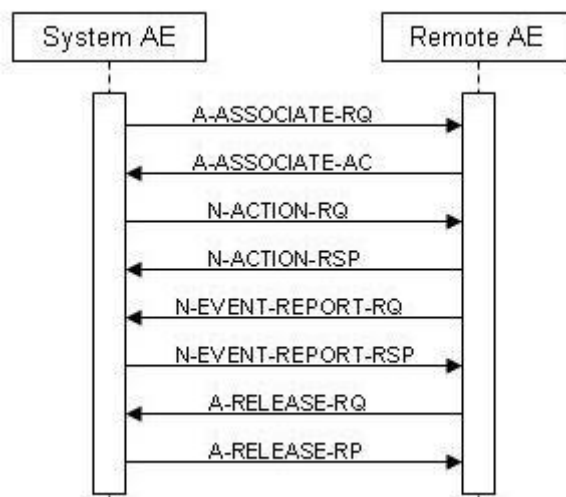 System AE
Remote AE
A-ASSOCIATE-RQ
A-ASSOCIATE-AC
N-ACTION-RQ
N-ACTION-RSP
N-EVENT-REPORT-RQ
N-EVENT-REPORT-RSP
A-RELEASE-RQ
A-RELEASE-RP